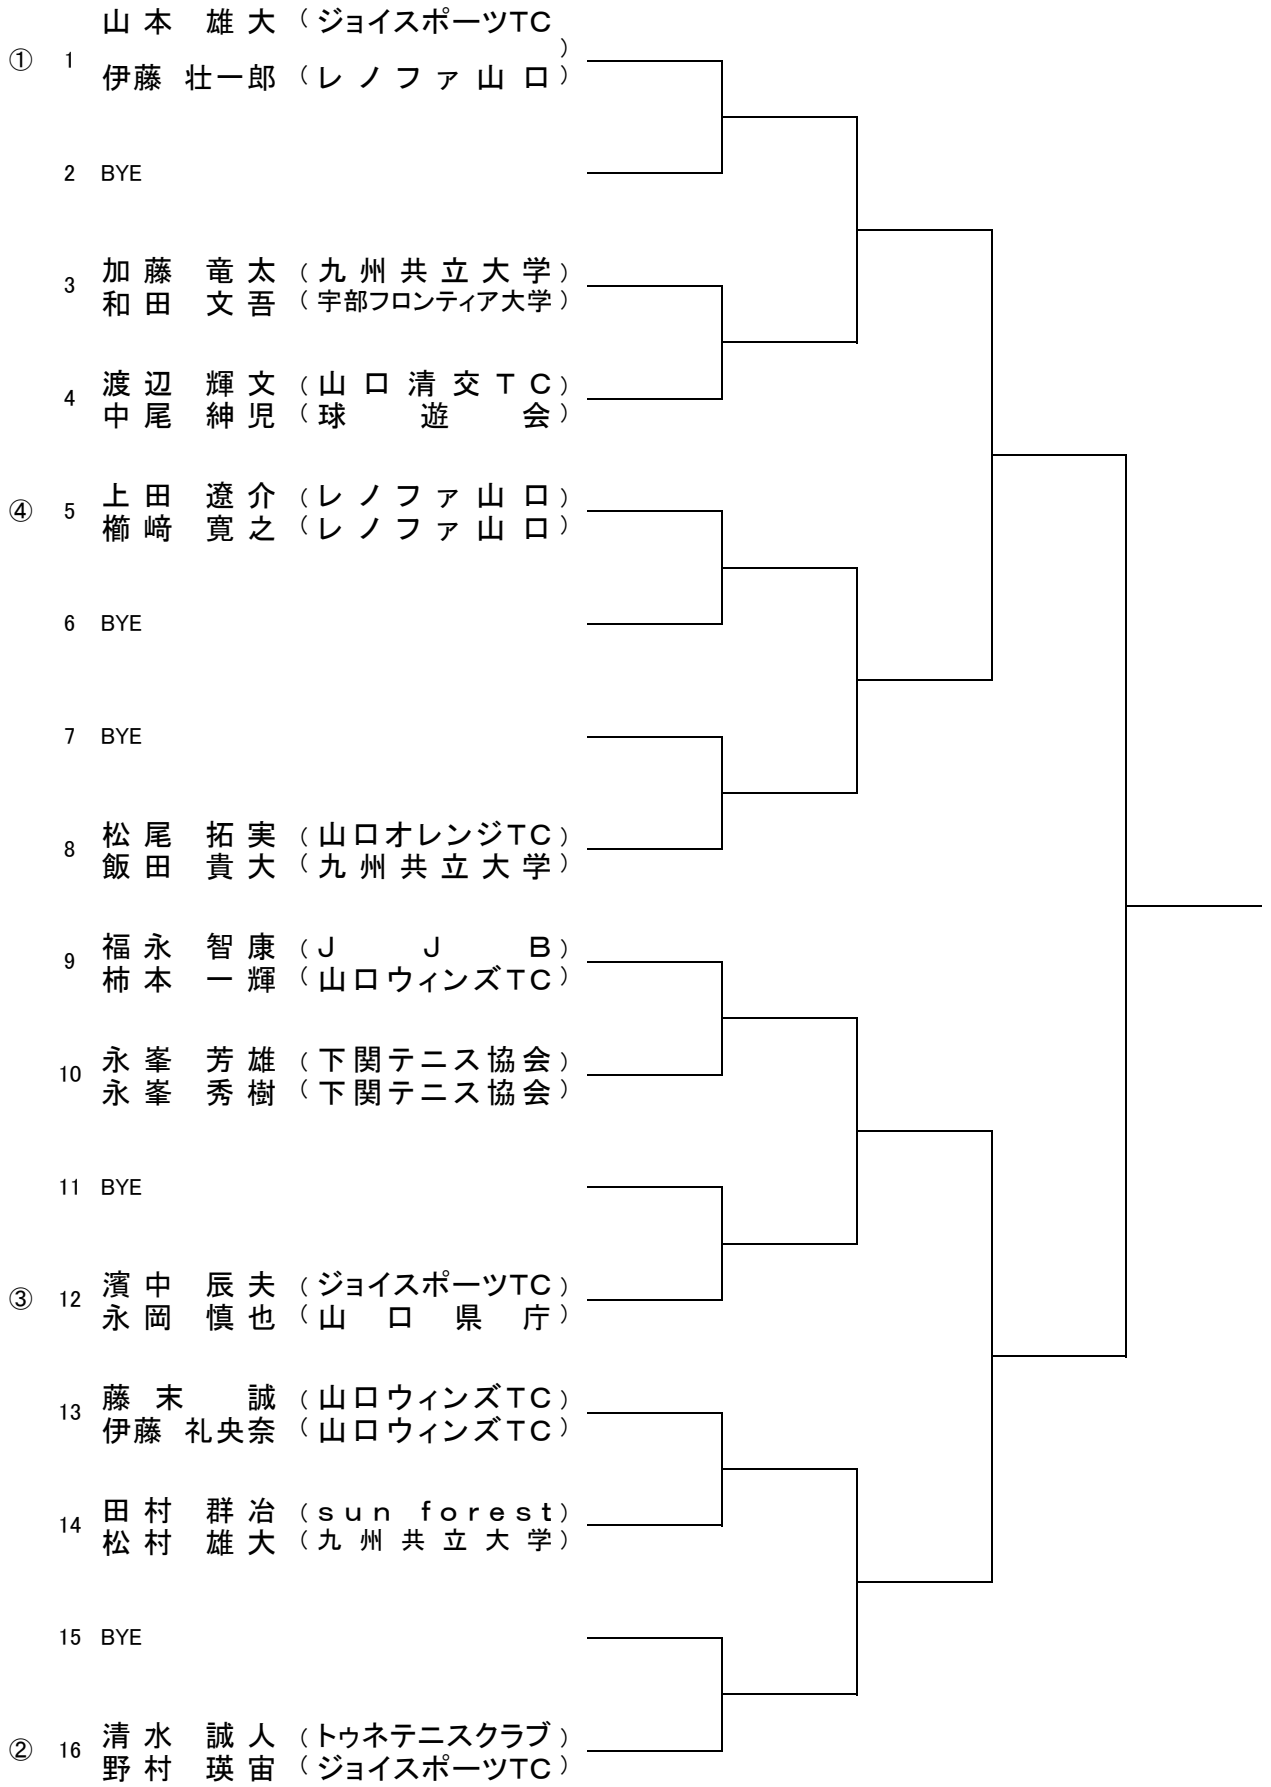 山本 雄大 (ジョイスポーツTC)
① 1
伊藤 壮一郎 (レノファ山口)
2 BYE
加藤 竜太 (九州共立大学)
3
和田 文吾 (宇部フロンティア大学)
渡辺 輝文 (山口清交TC)
4
中尾 紳児 (球遊会)
上田 遼介 (レノファ山口)
④ 5
櫛﨑 寛之 (レノファ山口)
6 BYE
7 BYE
松尾 拓実 (山口オレンジTC)
8
飯田 貴大 (九州共立大学)
福永 智康 (JJB)
9
柿本 一輝 (山口ウィンズTC)
永峯 芳雄 (下関テニス協会)
10
永峯 秀樹 (下関テニス協会)
11 BYE
濱中 辰夫 (ジョイスポーツTC)
③ 12
永岡 慎也 (山口県庁)
藤末 誠 (山口ウィンズTC)
13
伊藤 礼央奈 (山口ウィンズTC)
田村 群冶 (sun forest)
14
松村 雄大 (九州共立大学)
15 BYE
清水 誠人 (トゥネテニスクラブ)
② 16
野村 瑛宙 (ジョイスポーツTC)